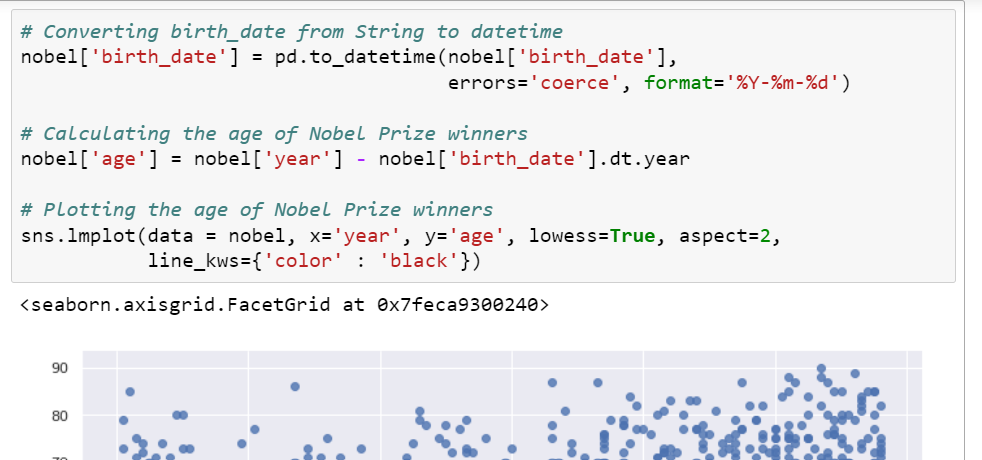 # Converting birth_date from String to datetime
nobel['birth_date'] = pd.to_datetime(nobel['birth_date'],
                                     errors='coerce', format='%Y-%m-%d')
# Calculating the age of Nobel Prize winners
nobel['age'] = nobel['year'] - nobel['birth_date'].dt.year
# Plotting the age of Nobel Prize winners
sns.lmplot(data = nobel, x='year', y='age', lowess=True, aspect=2,
           line_kws={'color' : 'black'})
<seaborn.axisgrid.FacetGrid at 0x7feca9300240>
90
80